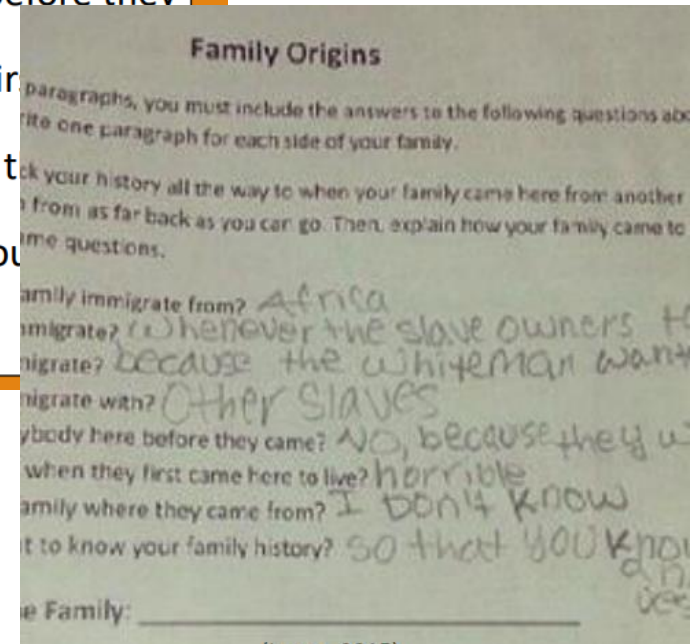 before they
Family Origins
paragraphs, you must include the answers to the following questions abo
rite one paragraph for each side of your family.
ck your history all the way to when your family came here from another
from as far back as you can go. Then, explain how your family came to
me questions.
amily immigrate from? Africa
mmigrate? Whenever the slave owners to
migrate? because the whiteman want
migrate with? Other Slaves
ybody here before they came? NO, because they w
when they first came here to live? horrible
amily where they came from? I DON't KNOW
t to know your family history? SO that YOU Know
e Family: